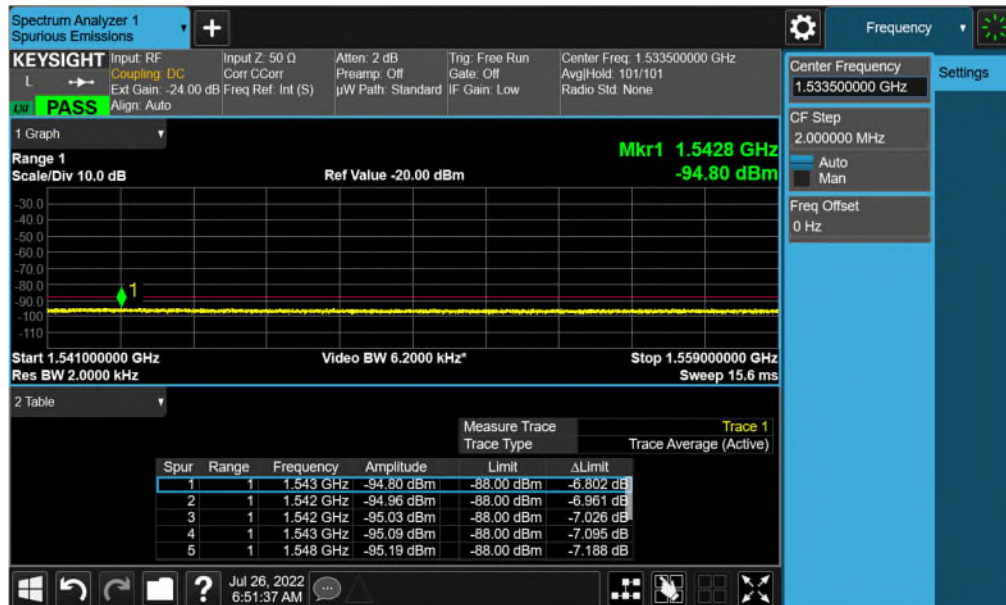 Spectrum Analyzer 1
Spurious Emissions
Frequency
KEYSIGHT
L
LXI
PASS
Input: RF
Coupling: DC
Ext Gain: -24.00 dB
Align: Auto
Input Z: 50 Ω
Corr CCorr
Freq Ref: Int (S)
Atten: 2 dB
Preamp: Off
µW Path: Standard
Trig: Free Run
Gate: Off
IF Gain: Low
Center Freq: 1.533500000 GHz
Avg|Hold: 101/101
Radio Std: None
Center Frequency
1.533500000 GHz
Settings
CF Step
2.000000 MHz
Auto
Man
Freq Offset
0 Hz
1 Graph
Range 1
Scale/Div 10.0 dB
Ref Value -20.00 dBm
Mkr1 1.5428 GHz
-94.80 dBm
-30.0
-40.0
-50.0
-60.0
-70.0
-80.0
-90.0
-100
-110
1
Start 1.541000000 GHz
Video BW 6.2000 kHz*
Stop 1.559000000 GHz
Res BW 2.0000 kHz
Sweep 15.6 ms
2 Table
Measure Trace Trace 1
Trace Type Trace Average (Active)
Spur Range Frequency Amplitude Limit ΔLimit
1 1 1.543 GHz -94.80 dBm -88.00 dBm -6.802 dB
2 1 1.542 GHz -94.96 dBm -88.00 dBm -6.961 dB
3 1 1.542 GHz -95.03 dBm -88.00 dBm -7.026 dB
4 1 1.543 GHz -95.09 dBm -88.00 dBm -7.095 dB
5 1 1.548 GHz -95.19 dBm -88.00 dBm -7.188 dB
?
Jul 26, 2022
6:51:37 AM